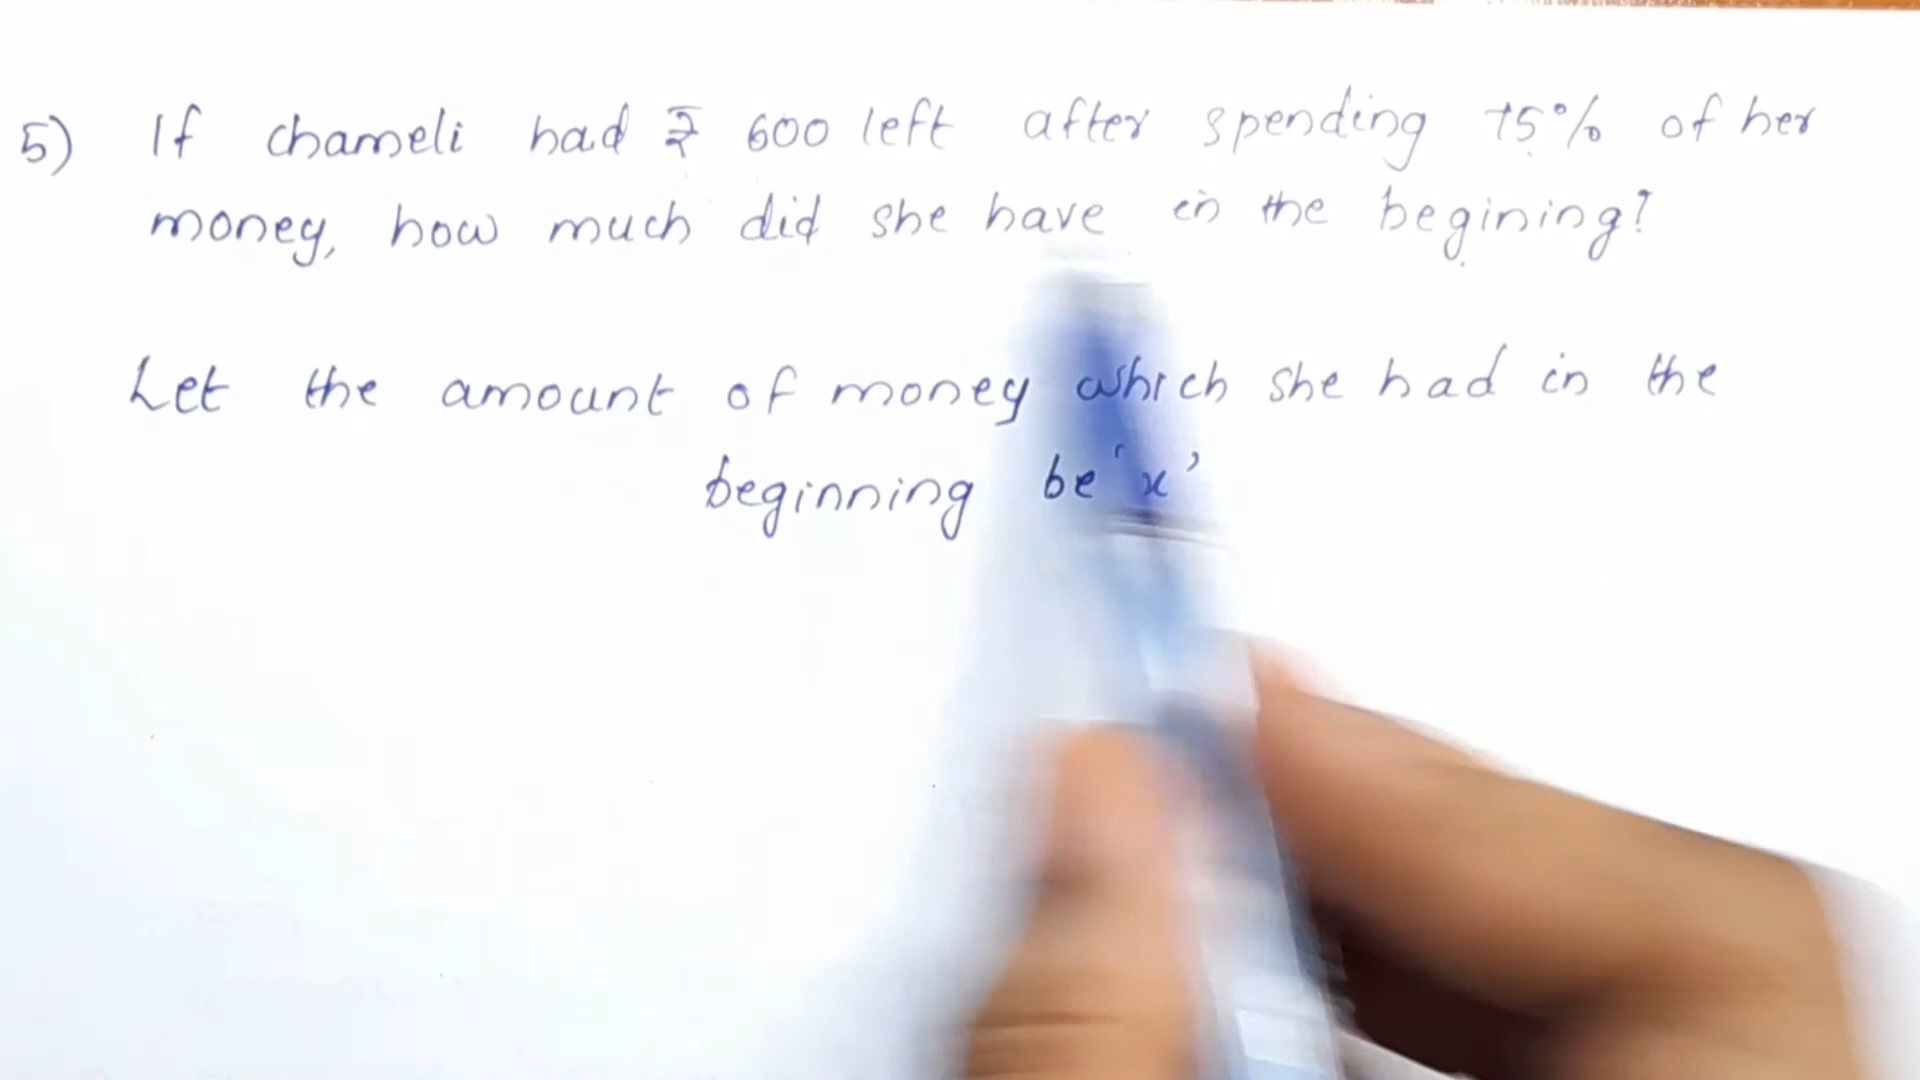 5) If chameli had ₹ 600 left after spending 75% of her
money, how much did she have in the begining?
Let the amount of money which she had in the
beginning be 'x'